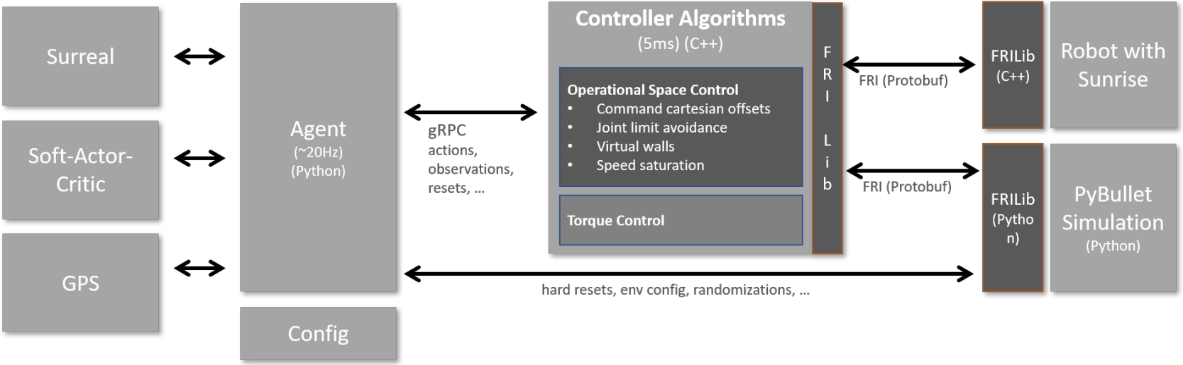 Surreal
Soft-Actor-
Critic
GPS
Agent
(~20Hz)
(Python)
Config
gRPC
actions,
observations,
resets, ...
Controller Algorithms
(5ms) (C++)
Operational Space Control
• Command cartesian offsets
• Joint limit avoidance
• Virtual walls
• Speed saturation
Torque Control
F
R
I
L
i
b
FRI (Protobuf)
FRI (Protobuf)
hard resets, env config, randomizations, ...
FRILib
(C++)
Robot with
Sunrise
FRILib
(Pytho
n)
PyBullet
Simulation
(Python)